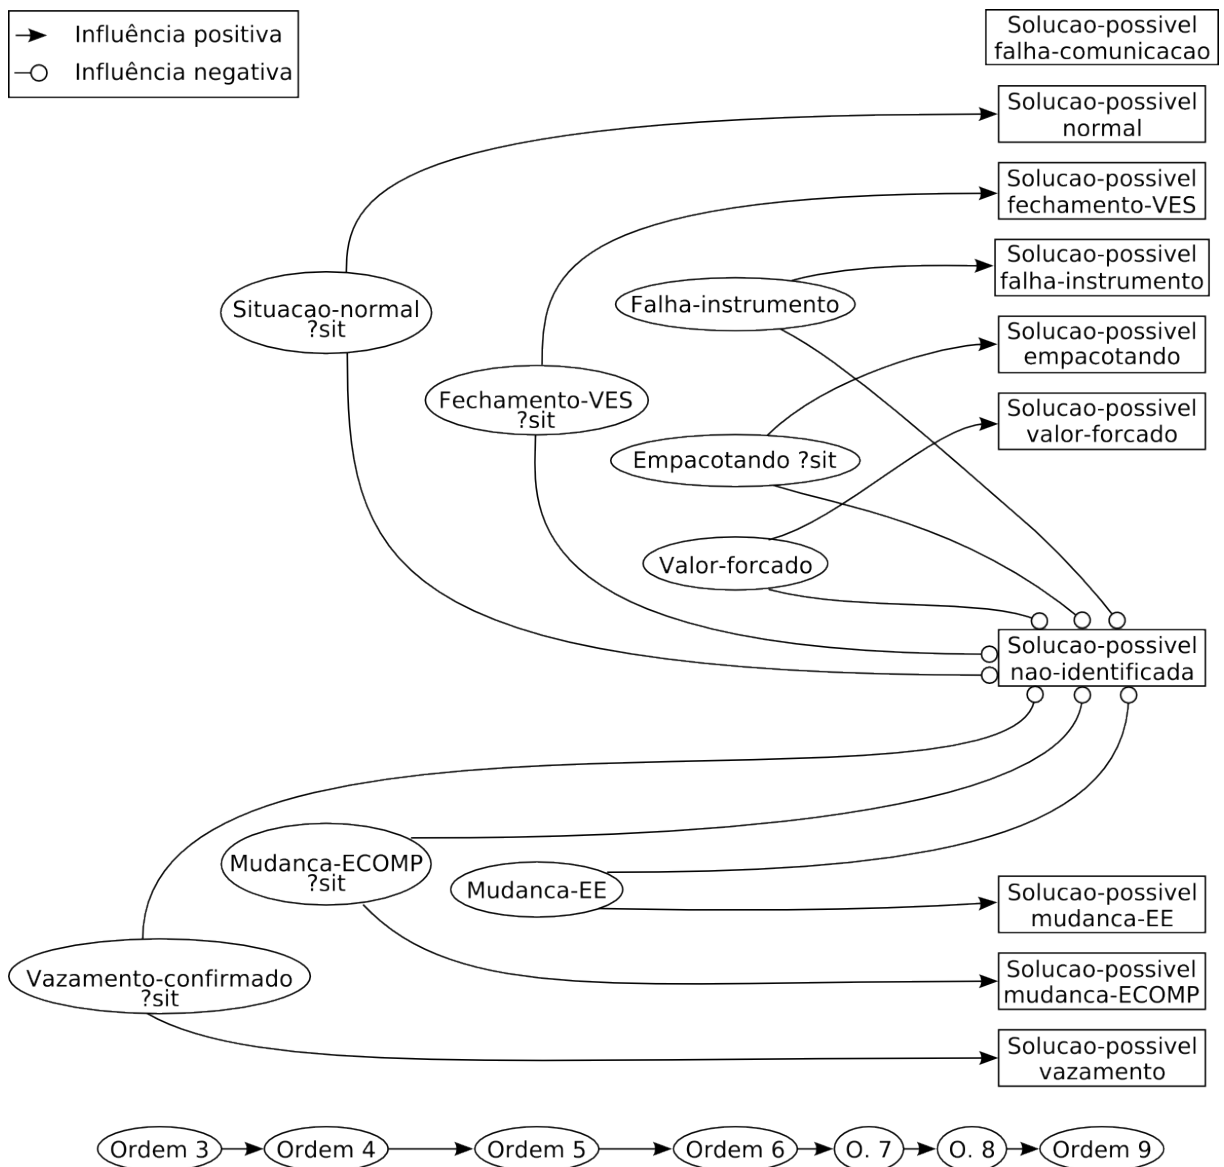 Influência positiva
Influência negativa
Solucao-possivel
falha-comunicacao
Solucao-possivel
normal
Solucao-possivel
fechamento-VES
Solucao-possivel
falha-instrumento
Situacao-normal
?sit
Falha-instrumento
Solucao-possivel
empacotando
Fechamento-VES
?sit
Solucao-possivel
valor-forcado
Empacotando ?sit
Valor-forcado
Solucao-possivel
nao-identificada
Mudanca-ECOMP
?sit
Mudanca-EE
Solucao-possivel
mudanca-EE
Vazamento-confirmado
?sit
Solucao-possivel
mudanca-ECOMP
Solucao-possivel
vazamento
Ordem 3
Ordem 4
Ordem 5
Ordem 6
O. 7
O. 8
Ordem 9